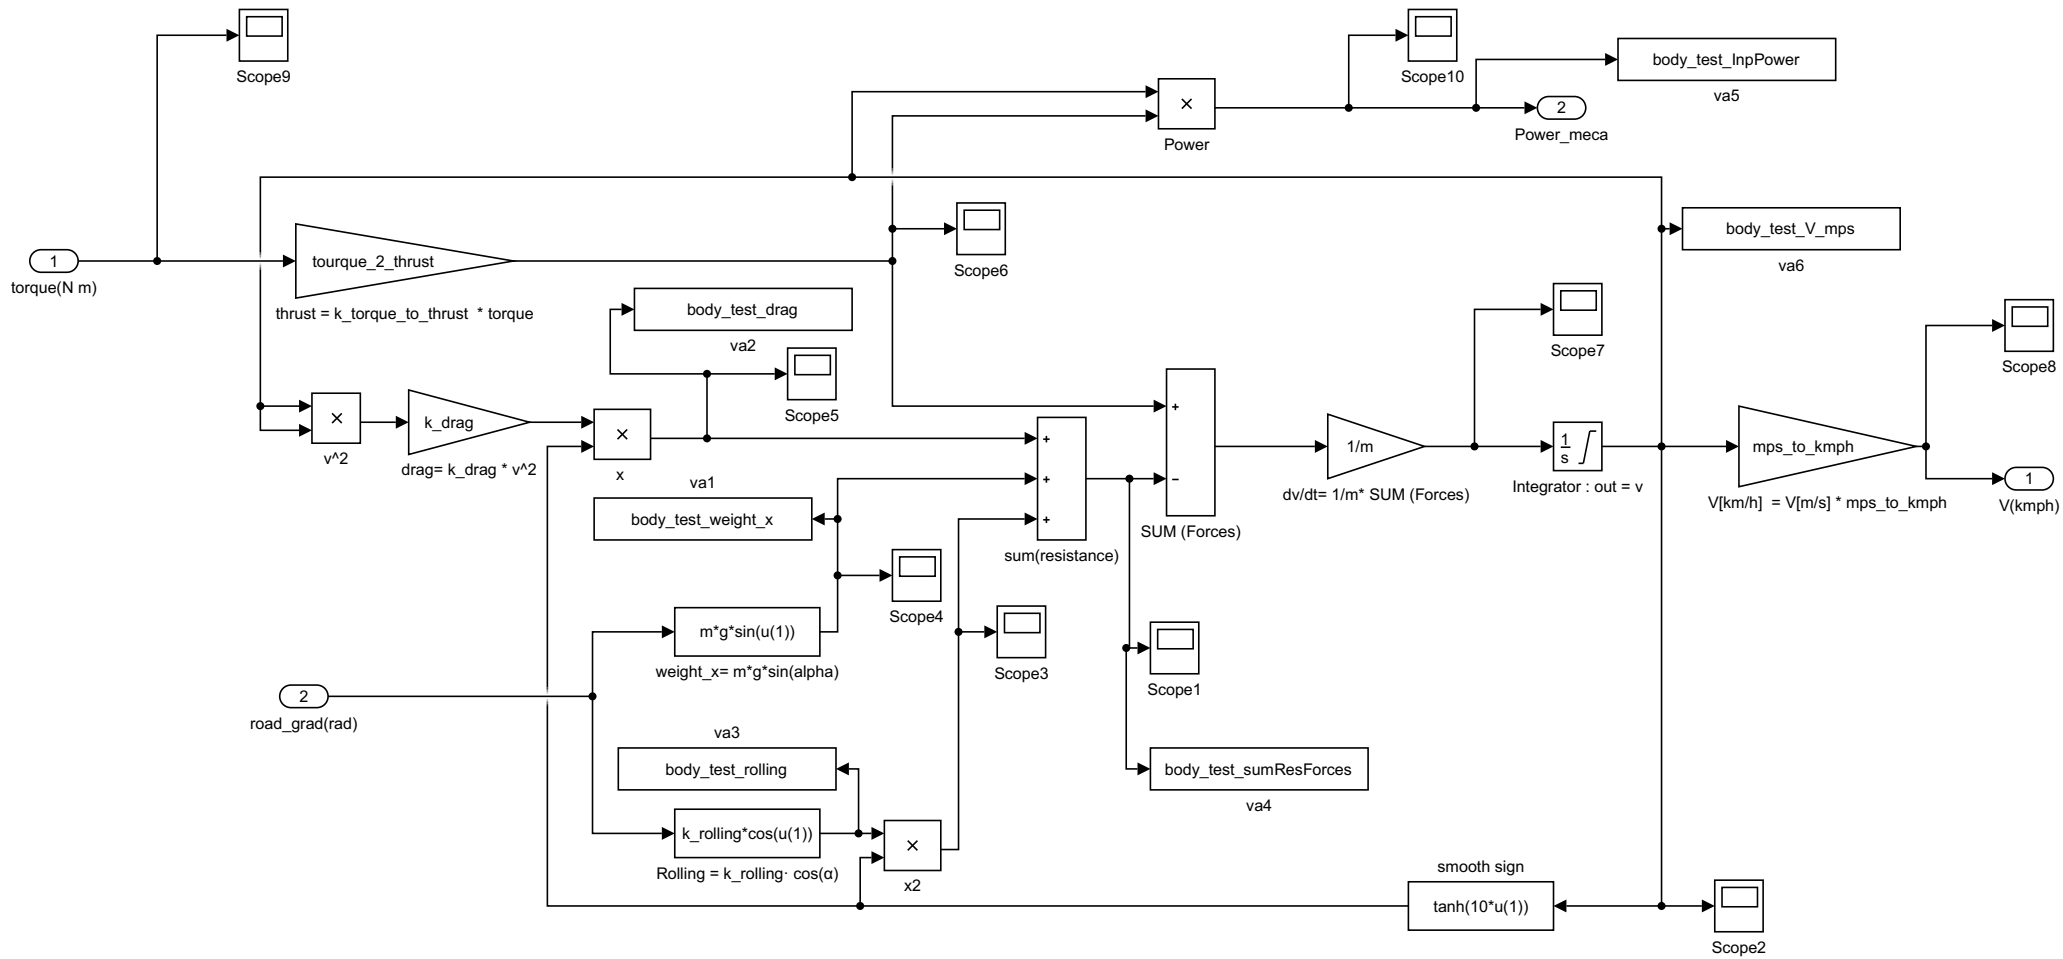 Scope9
Scope10
body_test_InpPower
va5
×
Power
2
Power_meca
body_test_V_mps
va6
Scope6
1
torque(N m)
tourque_2_thrust
thrust = k_torque_to_thrust  * torque
body_test_drag
va2
Scope5
Scope7
Scope8
×
v^2
k_drag
drag= k_drag * v^2
×
x
+
−
SUM (Forces)
+
+
+
sum(resistance)
1/m
dv/dt= 1/m* SUM (Forces)
1
s
Integrator : out = v
mps_to_kmph
V[km/h]  = V[m/s] * mps_to_kmph
1
V(kmph)
va1
body_test_weight_x
Scope4
m*g*sin(u(1))
weight_x= m*g*sin(alpha)
Scope3
Scope1
2
road_grad(rad)
va3
body_test_rolling
body_test_sumResForces
va4
k_rolling*cos(u(1))
Rolling = k_rolling· cos(α)
×
x2
smooth sign
tanh(10*u(1))
Scope2